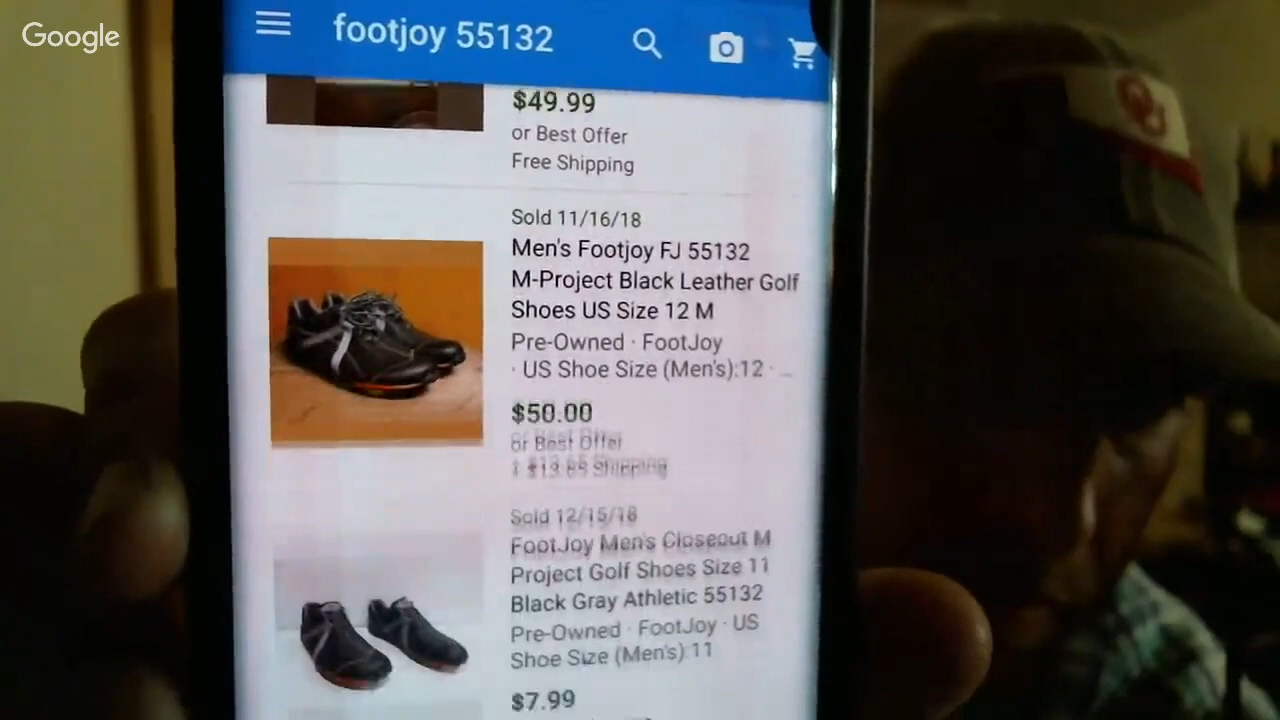 Google
footjoy 55132
$49.99
or Best Offer
Free Shipping
Sold 11/16/18
Men's Footjoy FJ 55132
M-Project Black Leather Golf
Shoes US Size 12 M
Pre-Owned · FootJoy
· US Shoe Size (Men's):12 · ...
$50.00
or Best Offer
Shipping
Sold 12/15/18
FootJoy Men's Closeout M
Project Golf Shoes Size 11
Black Gray Athletic 55132
Pre-Owned · FootJoy · US
Shoe Size (Men's):11
$7.99